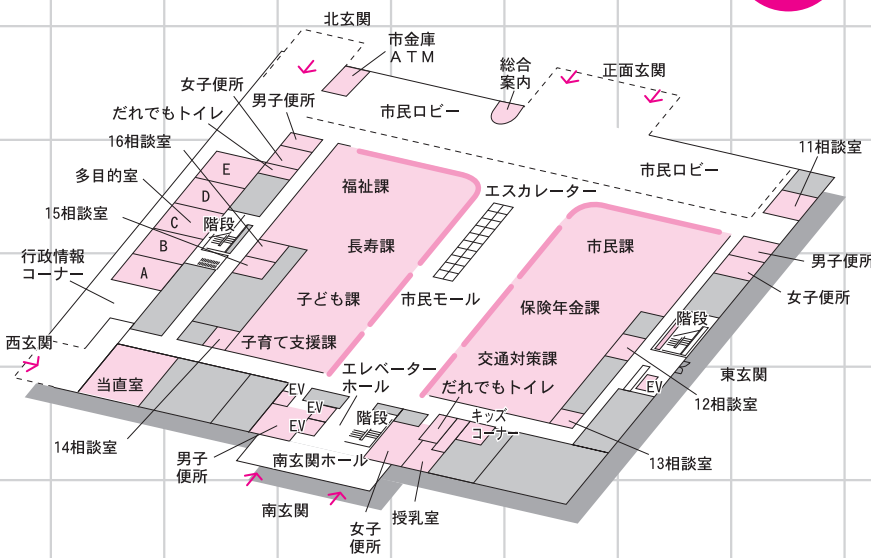 北玄関
市金庫
ＡＴＭ
総合
案内
正面玄関
女子便所
男子便所
だれでもトイレ
市民ロビー
16相談室
11相談室
市民ロビー
多目的室
E
D
C
B
A
福祉課
エスカレーター
15相談室
階段
長寿課
市民課
男子便所
行政情報
コーナー
子ども課
市民モール
保険年金課
女子便所
階段
西玄関
子育て支援課
交通対策課
東玄関
エレベーター
ホール
だれでもトイレ
EV
12相談室
当直室
EV
EV
EV
階段
キッズ
コーナー
14相談室
男子
便所
南玄関ホール
13相談室
南玄関
女子
便所
授乳室